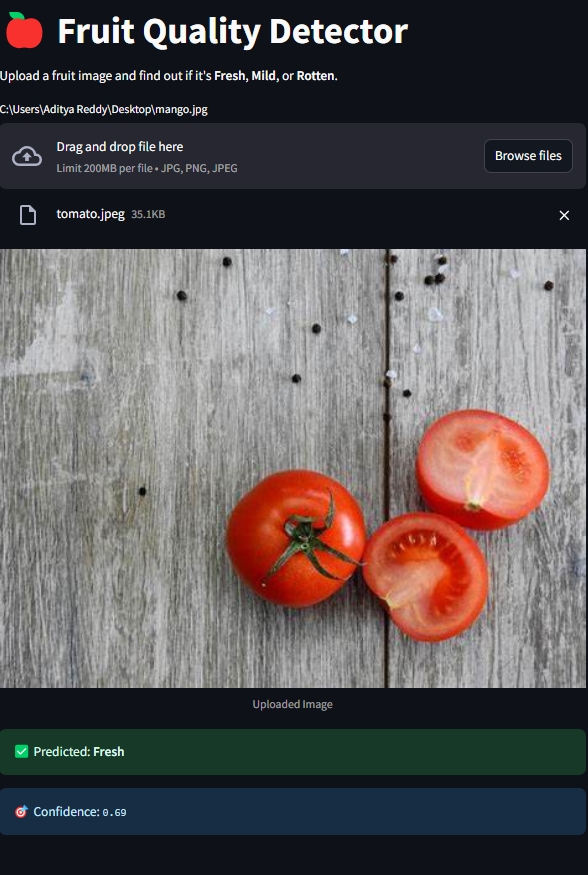 Fruit Quality Detector
Upload a fruit image and find out if it's Fresh, Mild, or Rotten.
C:\Users\Aditya Reddy\Desktop\mango.jpg
Drag and drop file here
Limit 200MB per file • JPG, PNG, JPEG
Browse files
tomato.jpeg 35.1KB
Uploaded Image
Predicted: Fresh
Confidence: 0.69